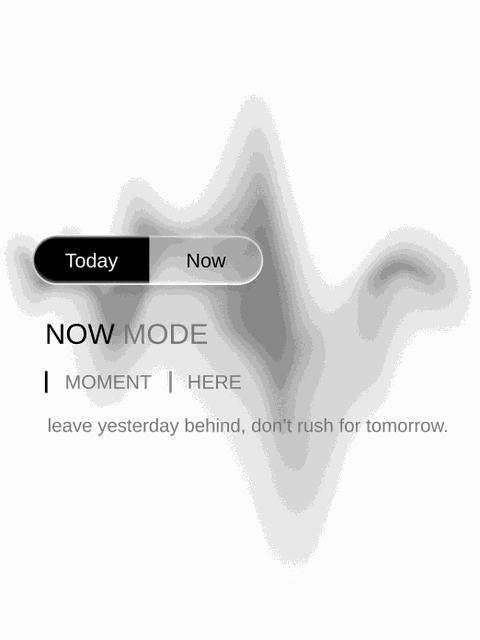 Today Now
NOW MODE
MOMENT HERE
leave yesterday behind, don't rush for tomorrow.